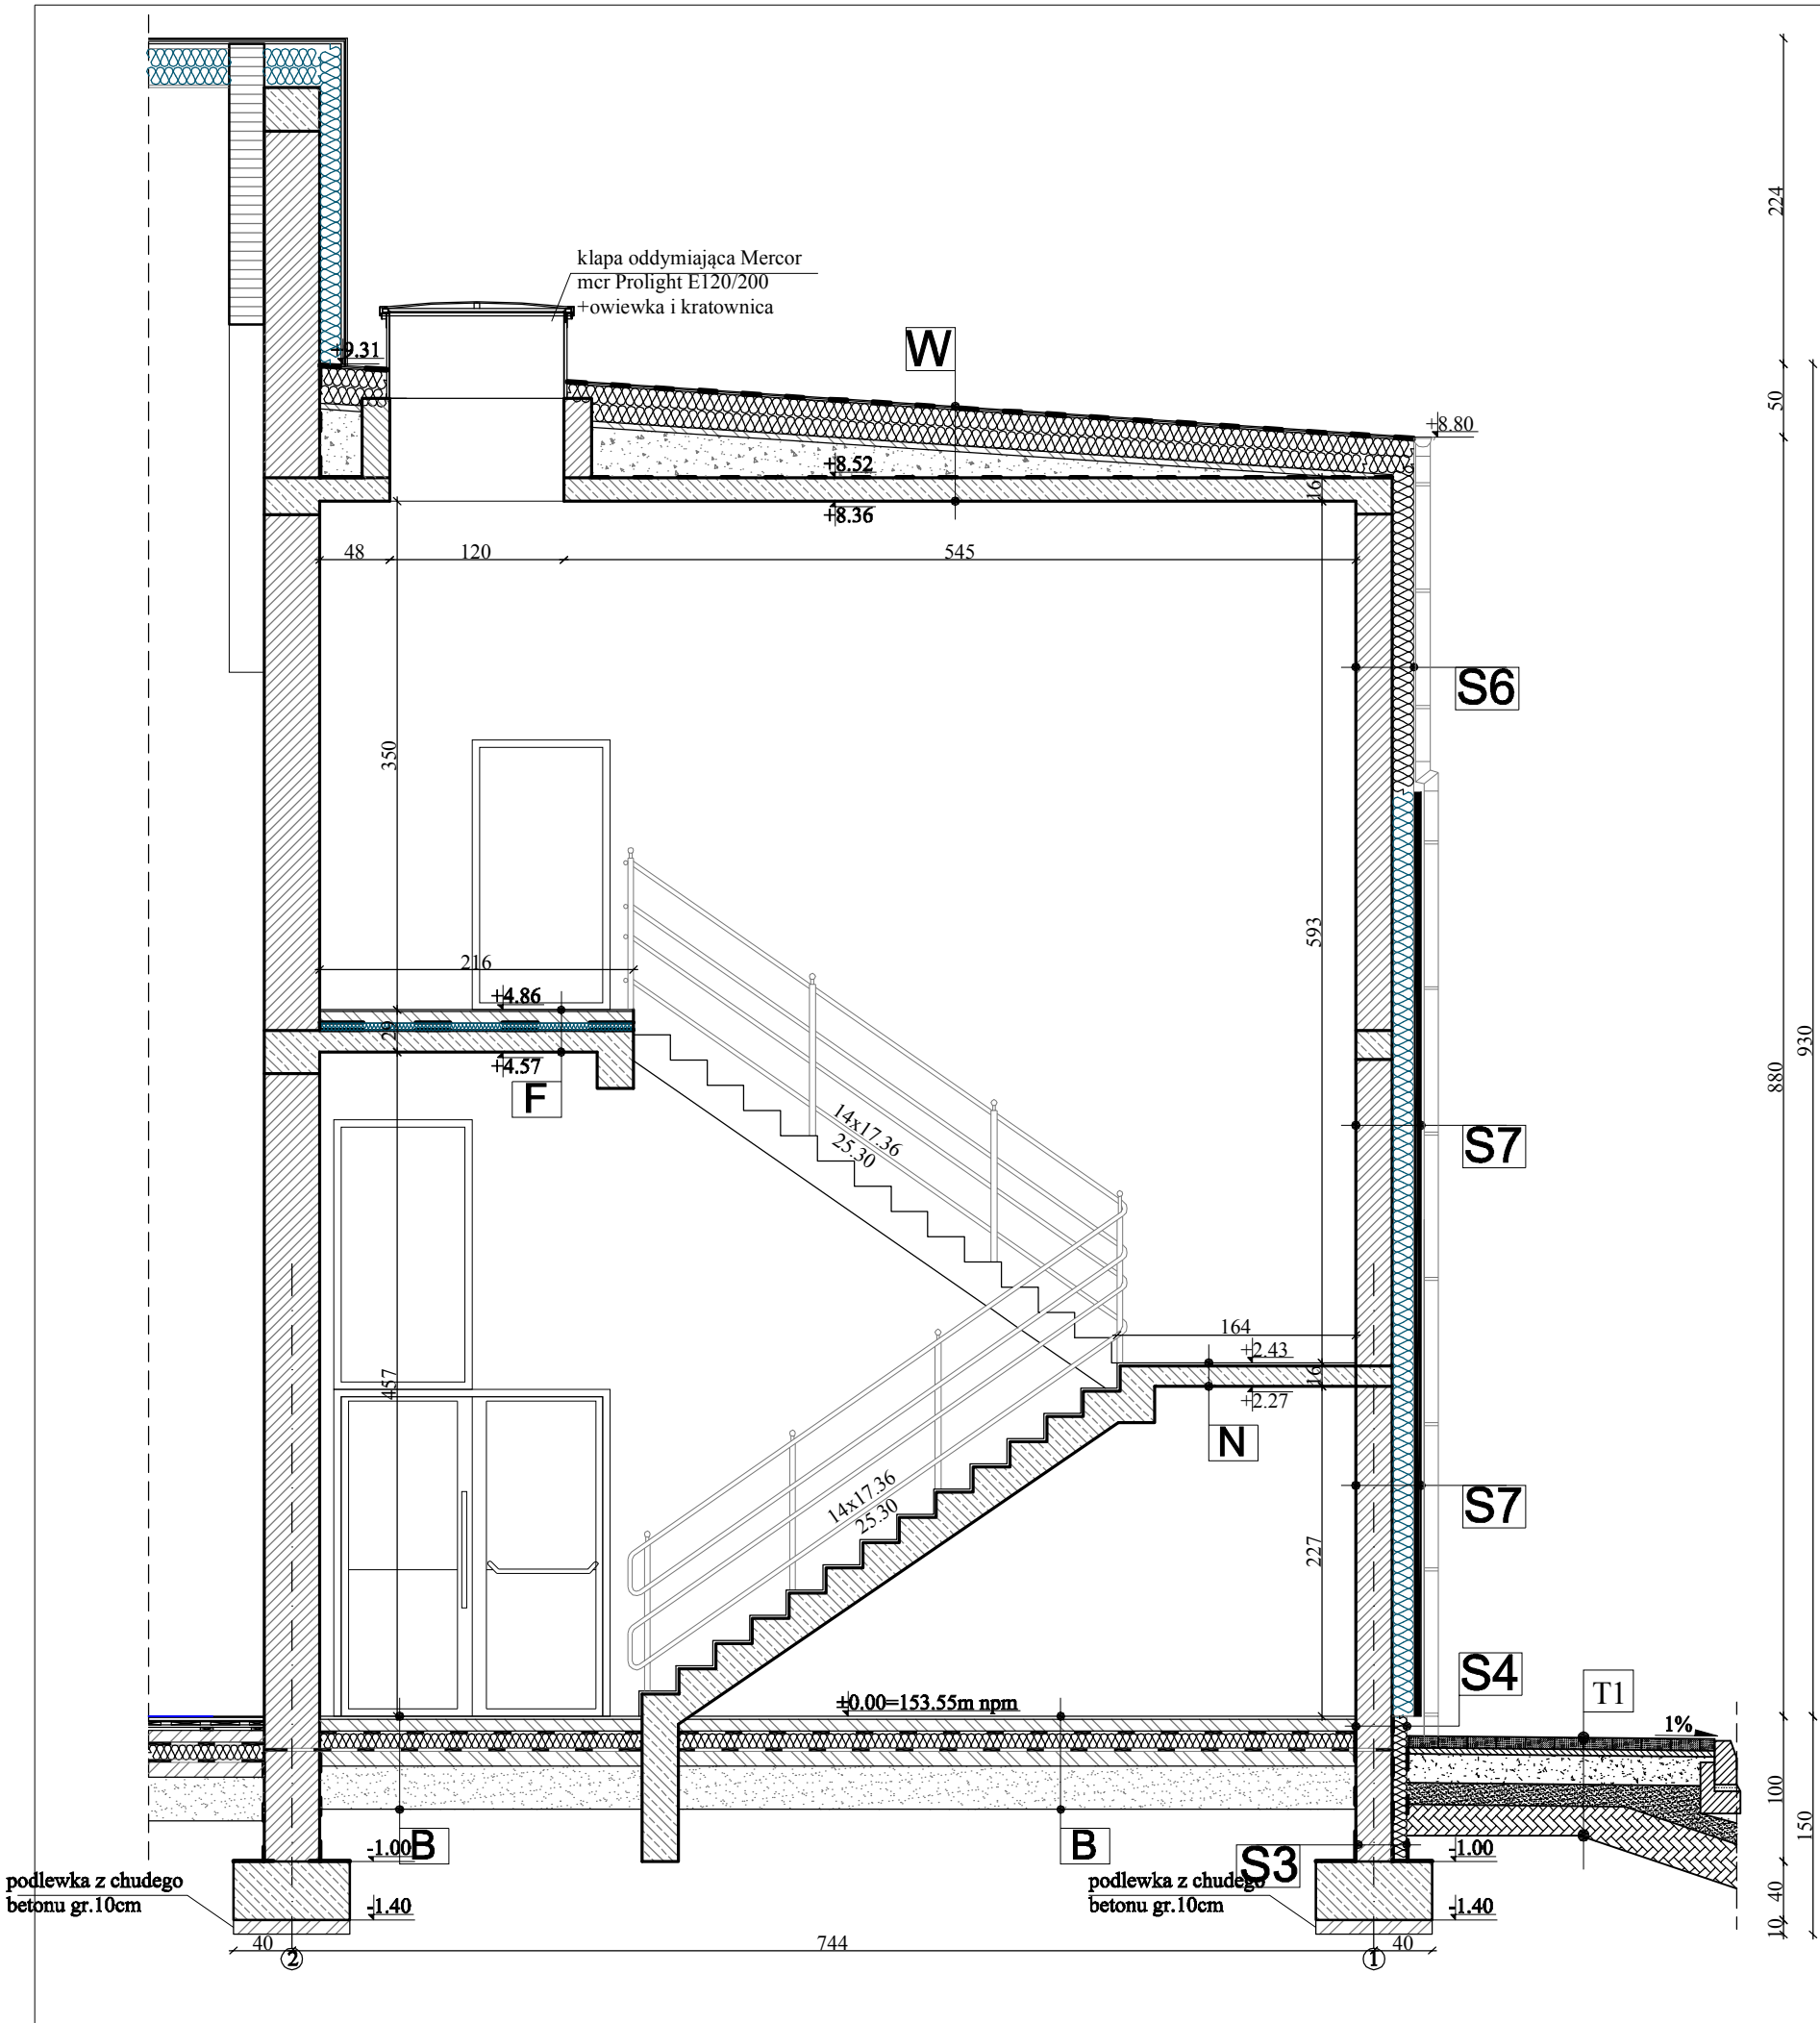 klapa oddymiająca Mercor
mcr Prolight E120/200
+owiewka i kratownica
224
W
+9.31
50
+8.80
+8.52
16
+8.36
48
120
545
S6
350
593
216
+4.86
29
+4.57
F
930
880
14x17.36
25.30
S7
164
+2.43
16
+2.27
457
N
14x17.36
25.30
S7
227
S4
T1
±0.00=153.55m npm
1%
100
150
-1.00
B
B
S3
-1.00
podlewka z chudego
betonu gr.10cm
podlewka z chudego
betonu gr.10cm
-1.40
-1.40
40
10
40
744
40
2
1